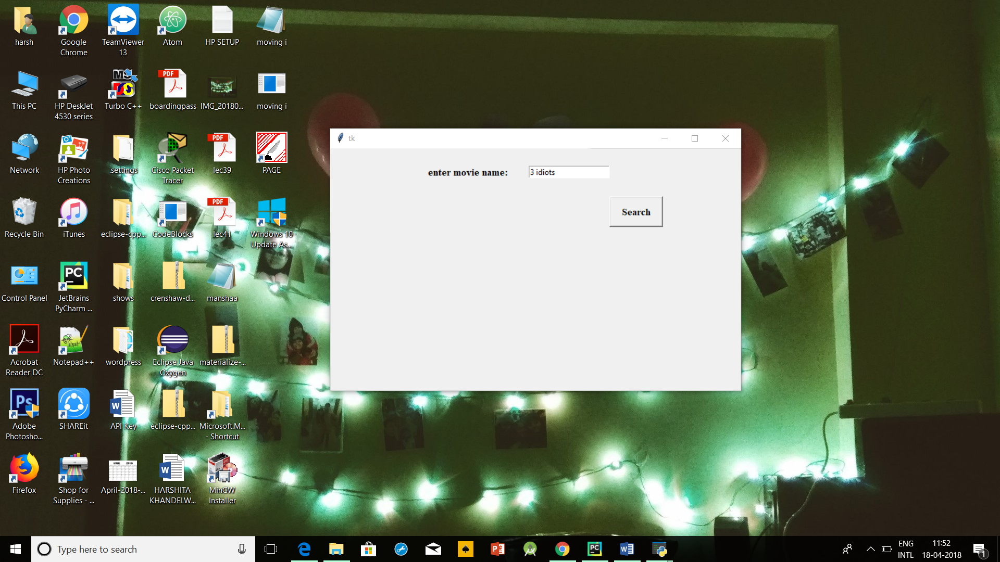 harsh
Google
Chrome
TeamViewer
13
Atom
HP SETUP
moving i
This PC
HP DeskJet
4530 series
Turbo C++
boardingpass
IMG_20180...
moving i
Network
HP Photo
Creations
.settings
Cisco Packet
Tracer
lec39
PAGE
Recycle Bin
iTunes
eclipse-cpp...
CodeBlocks
lec41
Windows 10
Update As...
Control Panel
JetBrains
PyCharm ...
shows
crenshaw-d...
manshaa
Acrobat
Reader DC
Notepad++
wordpress
Eclipse Java
Oxygen
materialize-...
Adobe
Photosho...
SHAREit
API Key
eclipse-cpp...
Microsoft.M...
- Shortcut
Firefox
Shop for
Supplies - ...
April-2018-...
HARSHITA
KHANDELW...
MinGW
Installer
tk
enter movie name:
3 idiots
Search
Type here to search
ENG
INTL
11:52
18-04-2018
1